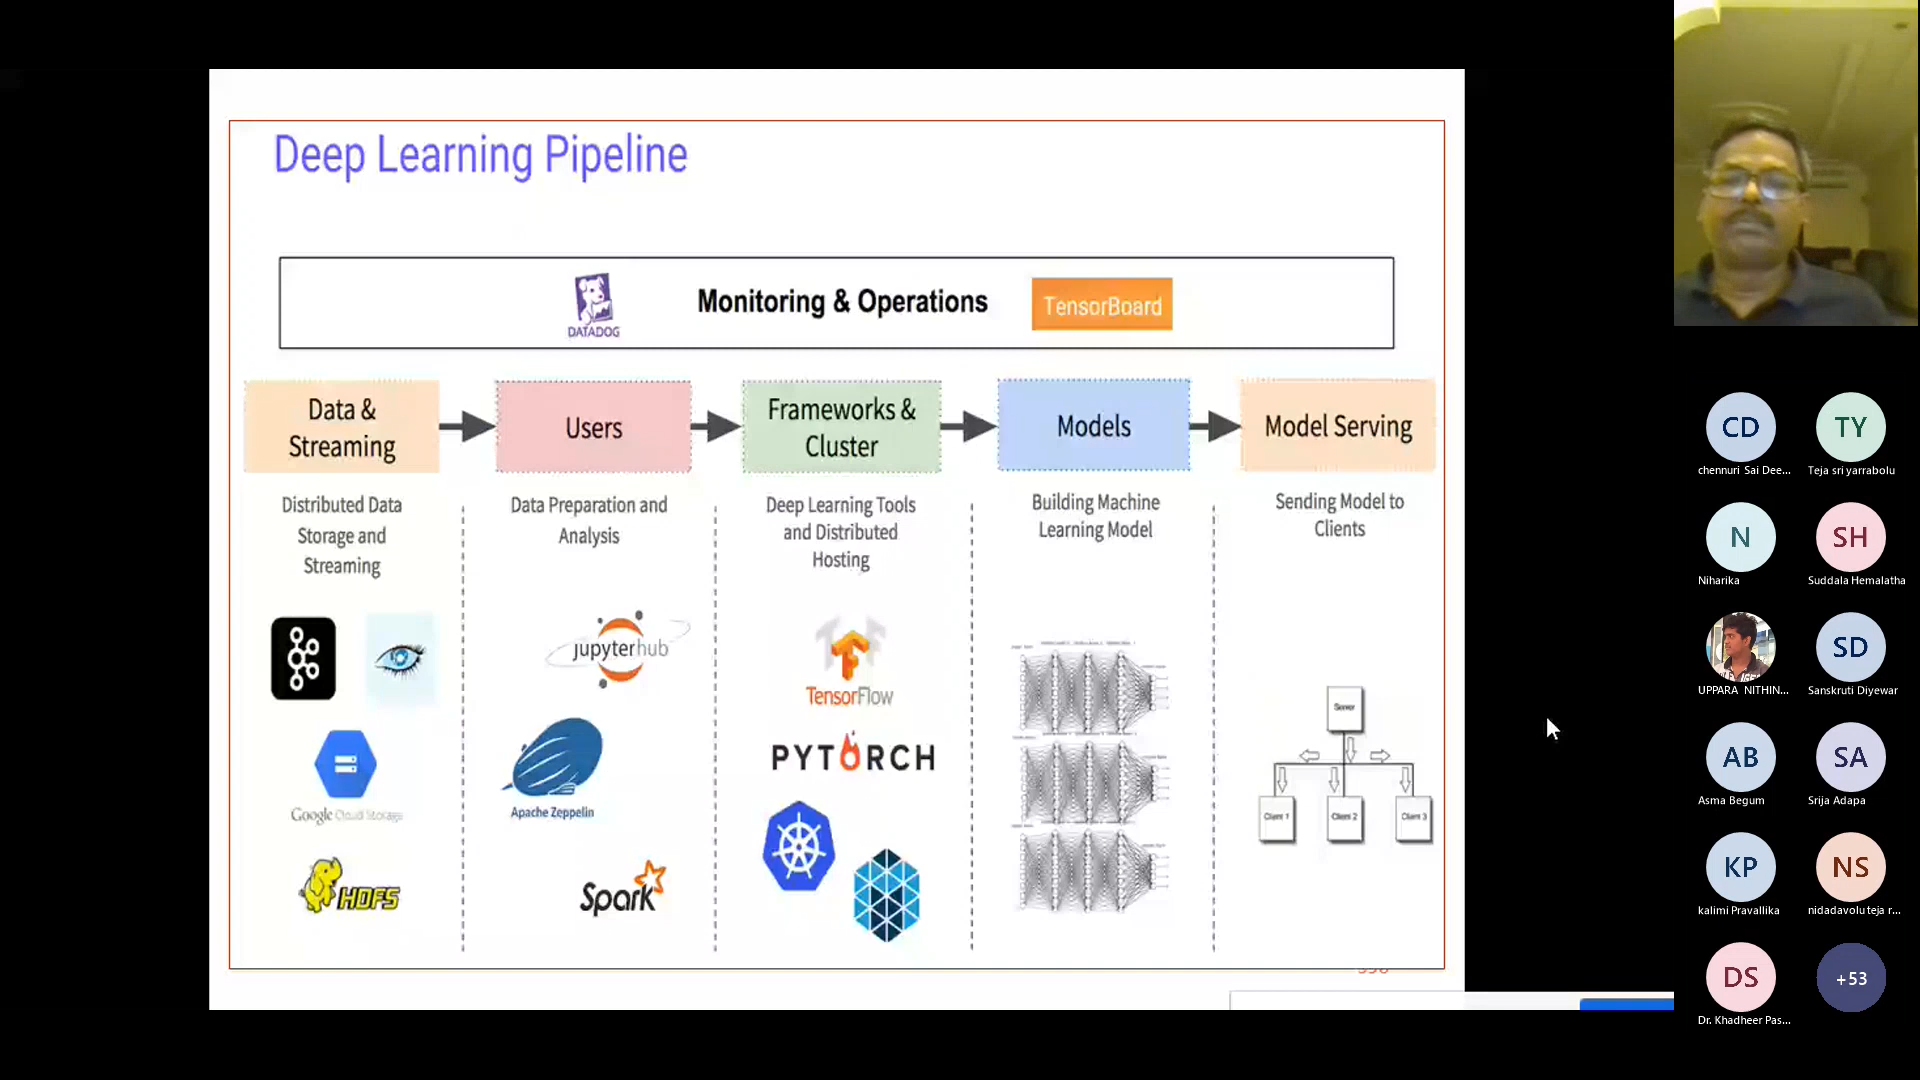 Deep Learning Pipeline
DATADOG
Monitoring & Operations
TensorBoard
Data &
Streaming
Users
Frameworks &
Cluster
Models
Model Serving
Distributed Data
Storage and
Streaming
Data Preparation and
Analysis
Deep Learning Tools
and Distributed
Hosting
Building Machine
Learning Model
Sending Model to
Clients
Google Cloud Storage
HDFS
jupyterhub
Apache Zeppelin
Spark
TensorFlow
PYTORCH
Server
Client 1
Client 2
Client 3
CD
chennuri Sai Dee...
TY
Teja sri yarrabolu
N
Niharika
SH
Suddala Hemalatha
UPPARA NITHIN...
SD
Sanskruti Diyewar
AB
Asma Begum
SA
Srija Adapa
KP
kalimi Pravallika
NS
nidadavolu teja r...
DS
Dr. Khadheer Pas...
+53